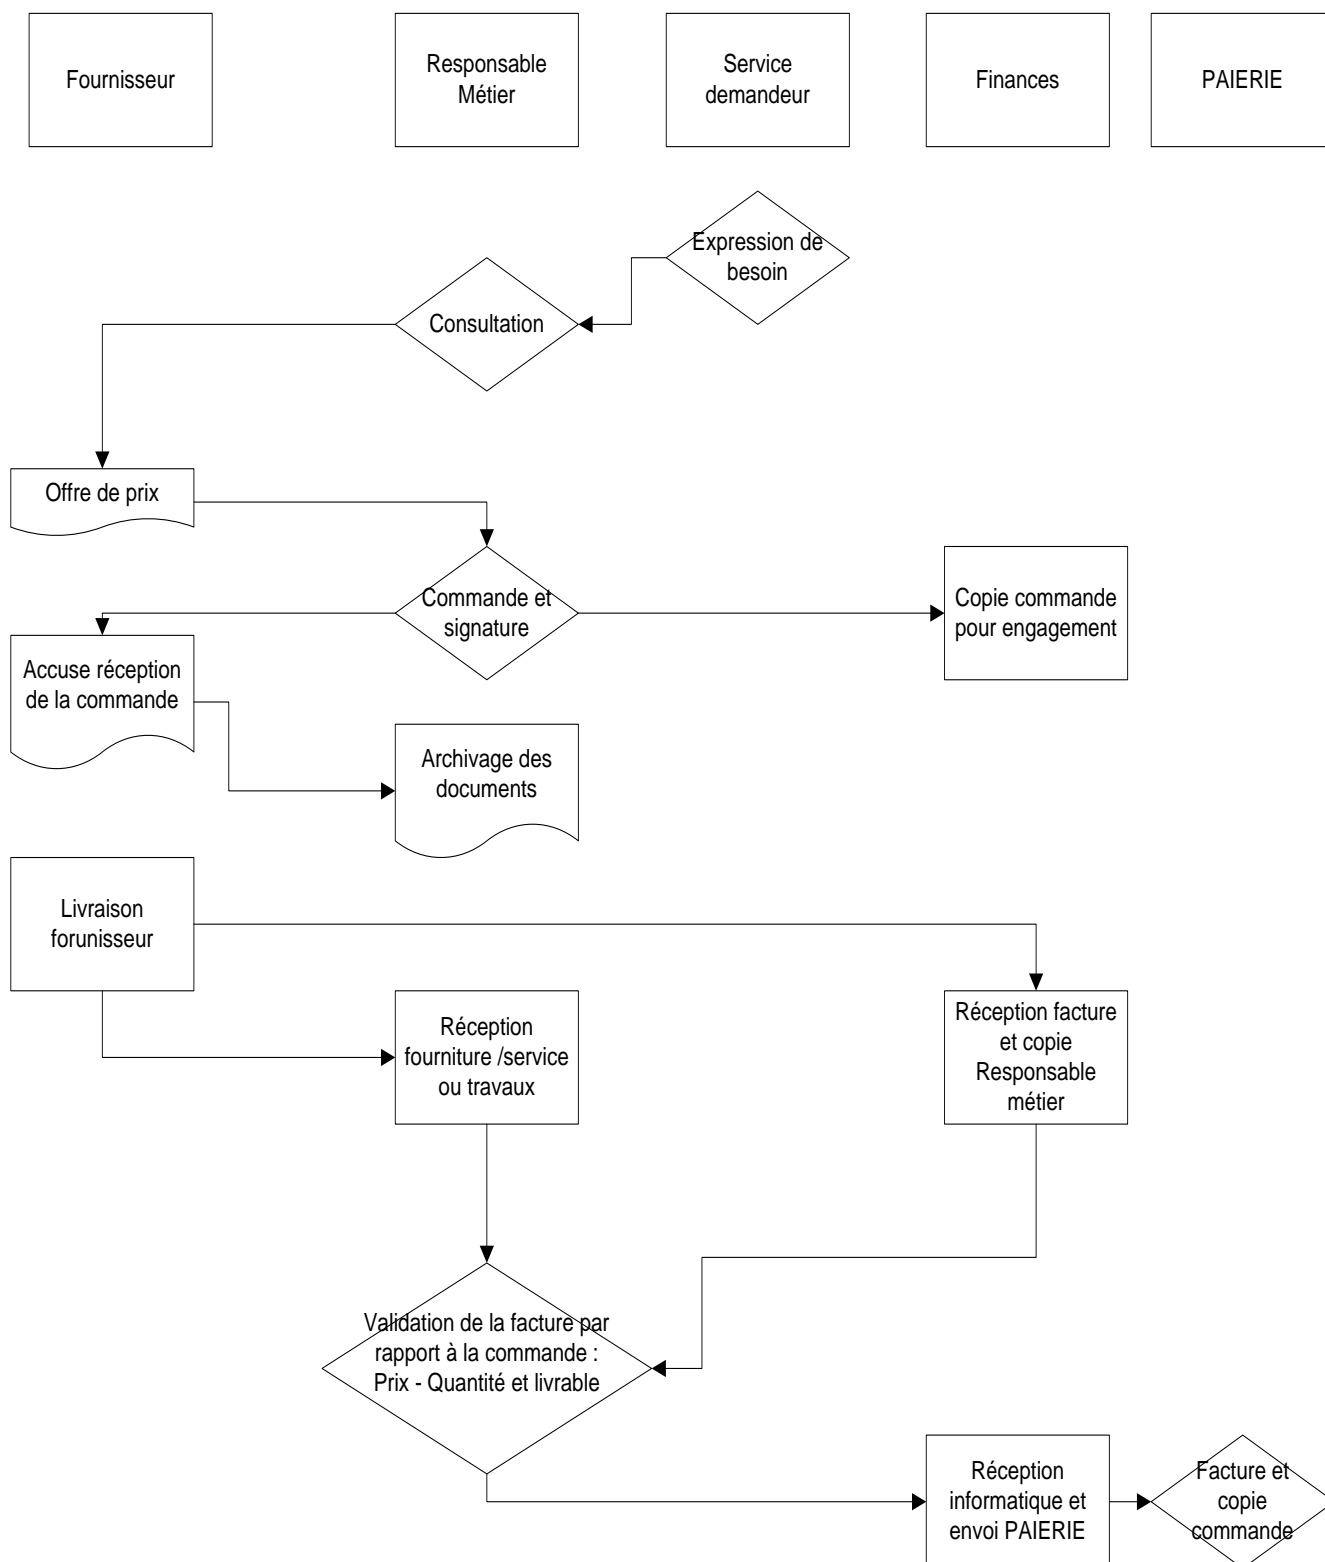 Fournisseur
Responsable
Métier
Service
demandeur
Finances
PAIERIE
Expression de
besoin
Consultation
Offre de prix
Commande et
signature
Copie commande
pour engagement
Accuse réception
de la commande
Archivage des
documents
Livraison
forunisseur
Réception
fourniture /service
ou travaux
Réception facture
et copie
Responsable
métier
Validation de la facture par
rapport à la commande :
Prix - Quantité et livrable
Réception
informatique et
envoi PAIERIE
Facture et
copie
commande